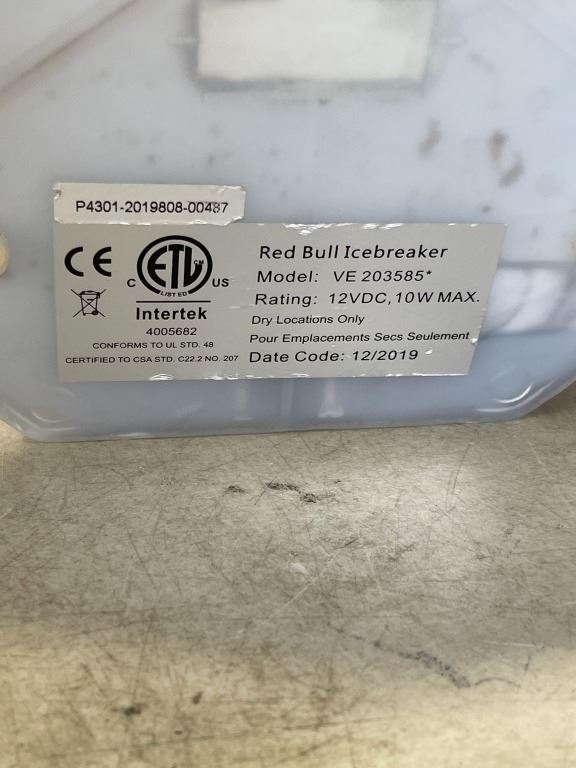 P4301-2019808-00487
CE
C ETL CM US
LISTED
Intertek
4005682
CONFORMS TO UL STD. 48
CERTIFIED TO CSA STD. C22.2 NO. 207
Red Bull Icebreaker
Model: VE 203585*
Rating: 12VDC, 10W MAX.
Dry Locations Only
Pour Emplacements Secs Seulement
Date Code: 12/2019